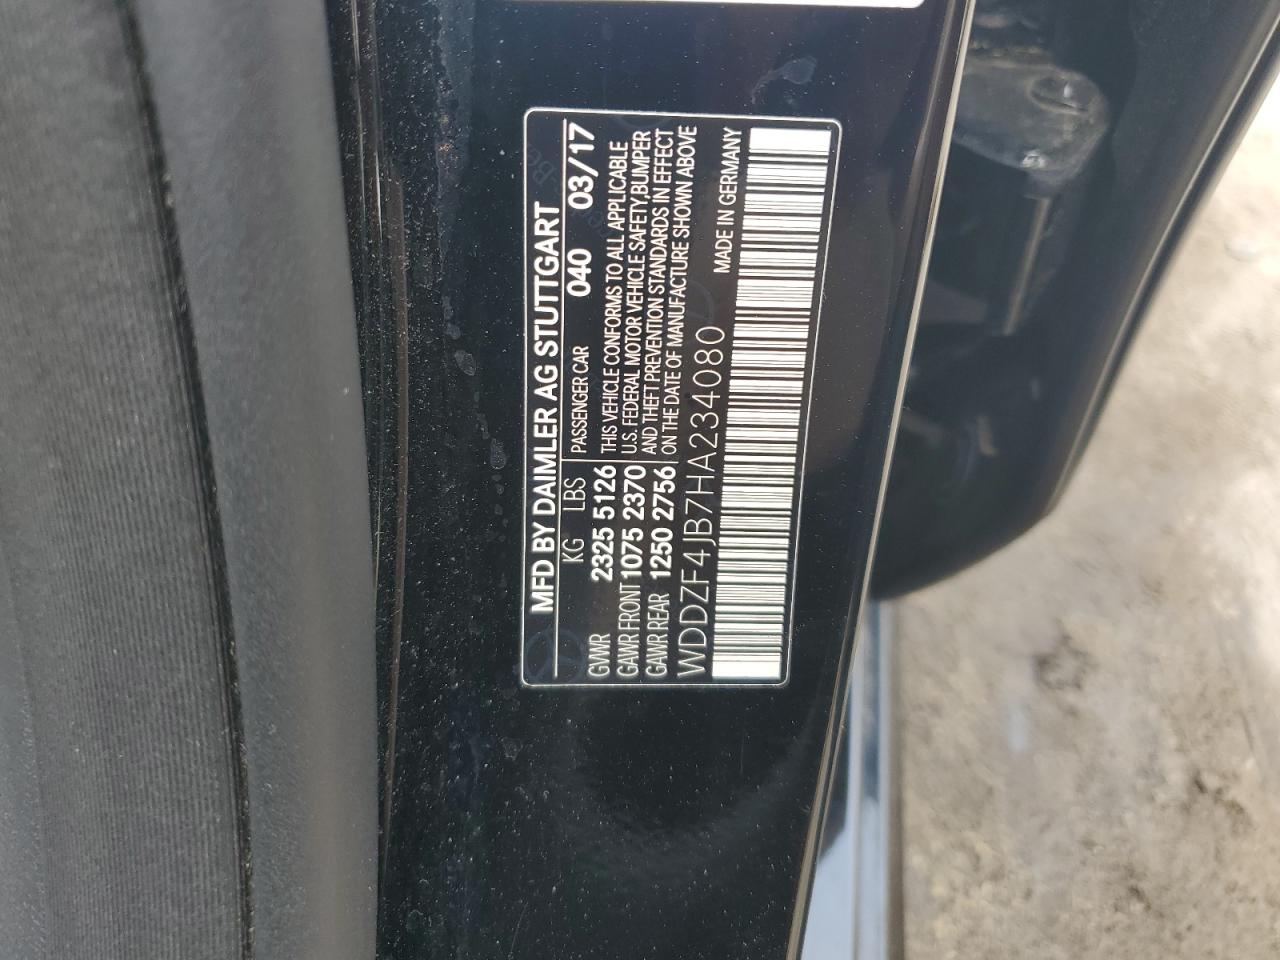 MFD BY DAIMLER AG STUTTGART
KG LBS PASSENGER CAR 040 03/17
GVWR 2325 5126 THIS VEHICLE CONFORMS TO ALL APPLICABLE
GAWR FRONT 1075 2370 U.S. FEDERAL MOTOR VEHICLE SAFETY,BUMPER
GAWR REAR 1250 2756 AND THEFT PREVENTION STANDARDS IN EFFECT
ON THE DATE OF MANUFACTURE SHOWN ABOVE
WDDZF4JB7HA234080 MADE IN GERMANY